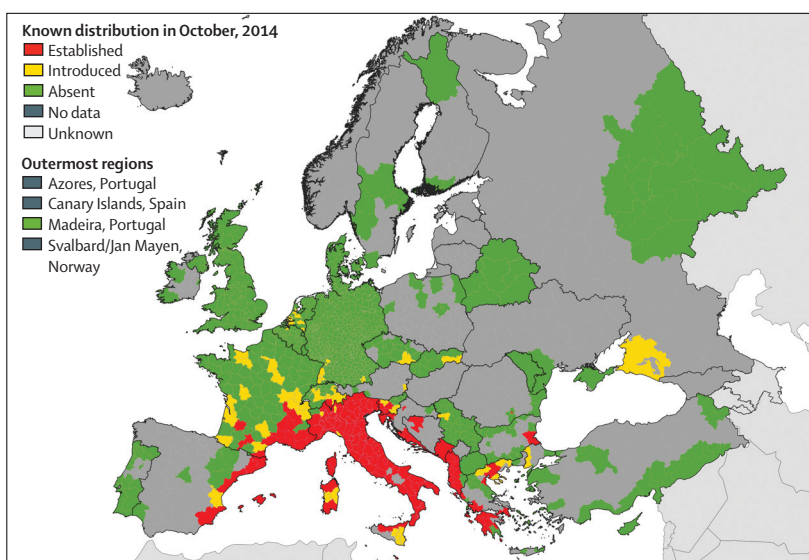 Known distribution in October, 2014
Established
Introduced
Absent
No data
Unknown
Outermost regions
Azores, Portugal
Canary Islands, Spain
Madeira, Portugal
Svalbard/Jan Mayen,
Norway